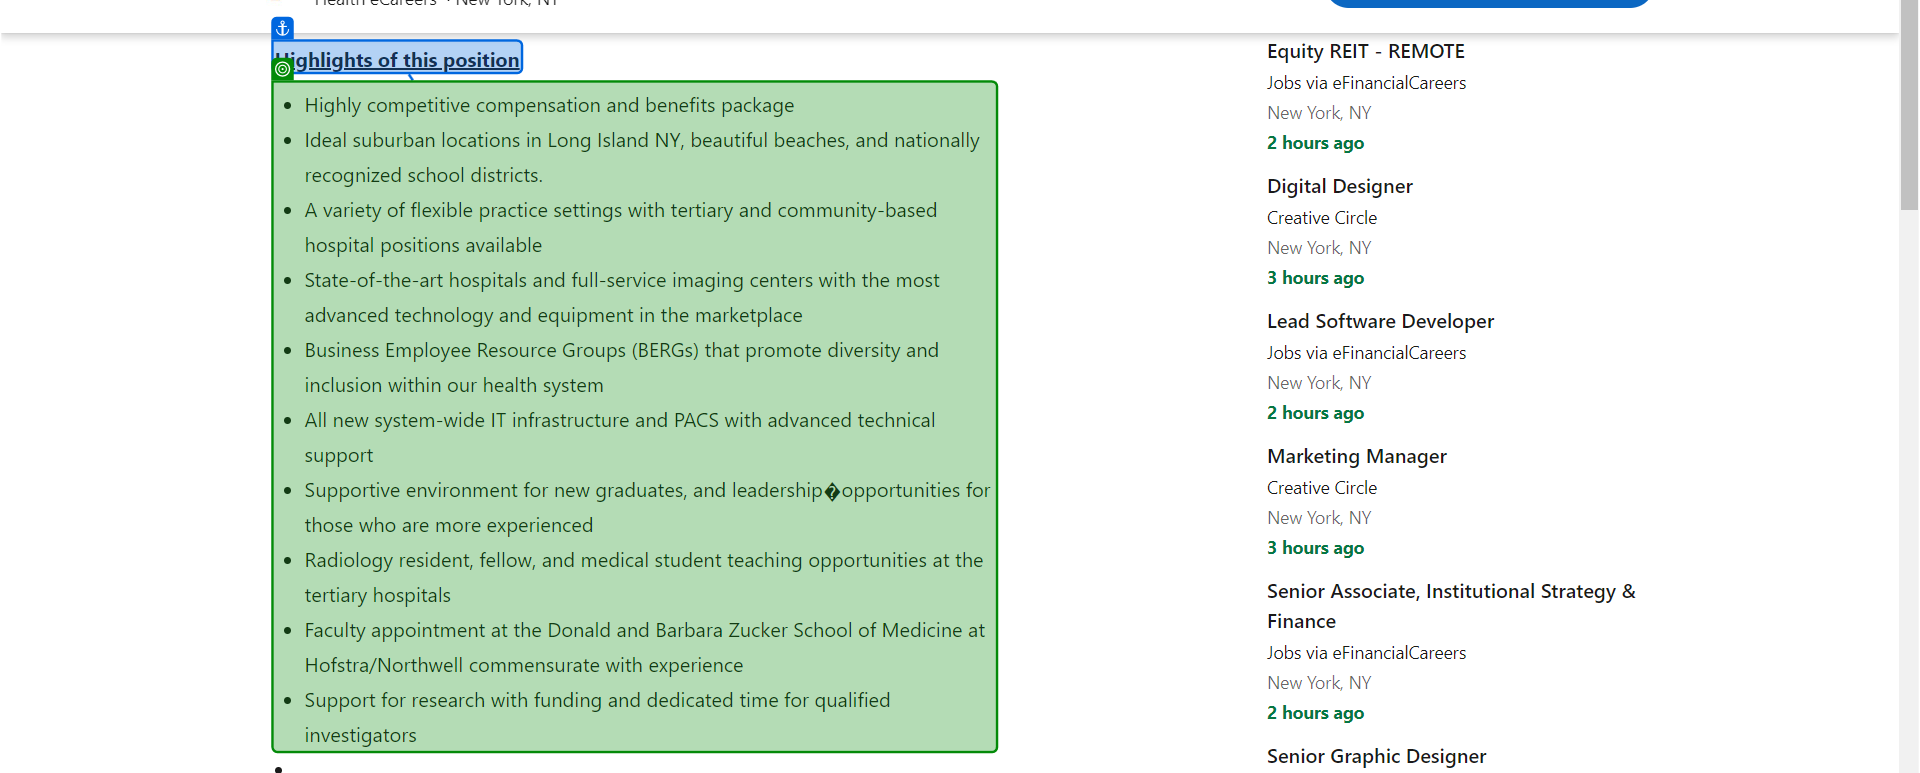 Health eCareers · New York, NY
Highlights of this position
Highly competitive compensation and benefits package
Ideal suburban locations in Long Island NY, beautiful beaches, and nationally
recognized school districts.
A variety of flexible practice settings with tertiary and community-based
hospital positions available
State-of-the-art hospitals and full-service imaging centers with the most
advanced technology and equipment in the marketplace
Business Employee Resource Groups (BERGs) that promote diversity and
inclusion within our health system
All new system-wide IT infrastructure and PACS with advanced technical
support
Supportive environment for new graduates, and leadership�opportunities for
those who are more experienced
Radiology resident, fellow, and medical student teaching opportunities at the
tertiary hospitals
Faculty appointment at the Donald and Barbara Zucker School of Medicine at
Hofstra/Northwell commensurate with experience
Support for research with funding and dedicated time for qualified
investigators
Equity REIT - REMOTE
Jobs via eFinancialCareers
New York, NY
2 hours ago
Digital Designer
Creative Circle
New York, NY
3 hours ago
Lead Software Developer
Jobs via eFinancialCareers
New York, NY
2 hours ago
Marketing Manager
Creative Circle
New York, NY
3 hours ago
Senior Associate, Institutional Strategy &
Finance
Jobs via eFinancialCareers
New York, NY
2 hours ago
Senior Graphic Designer